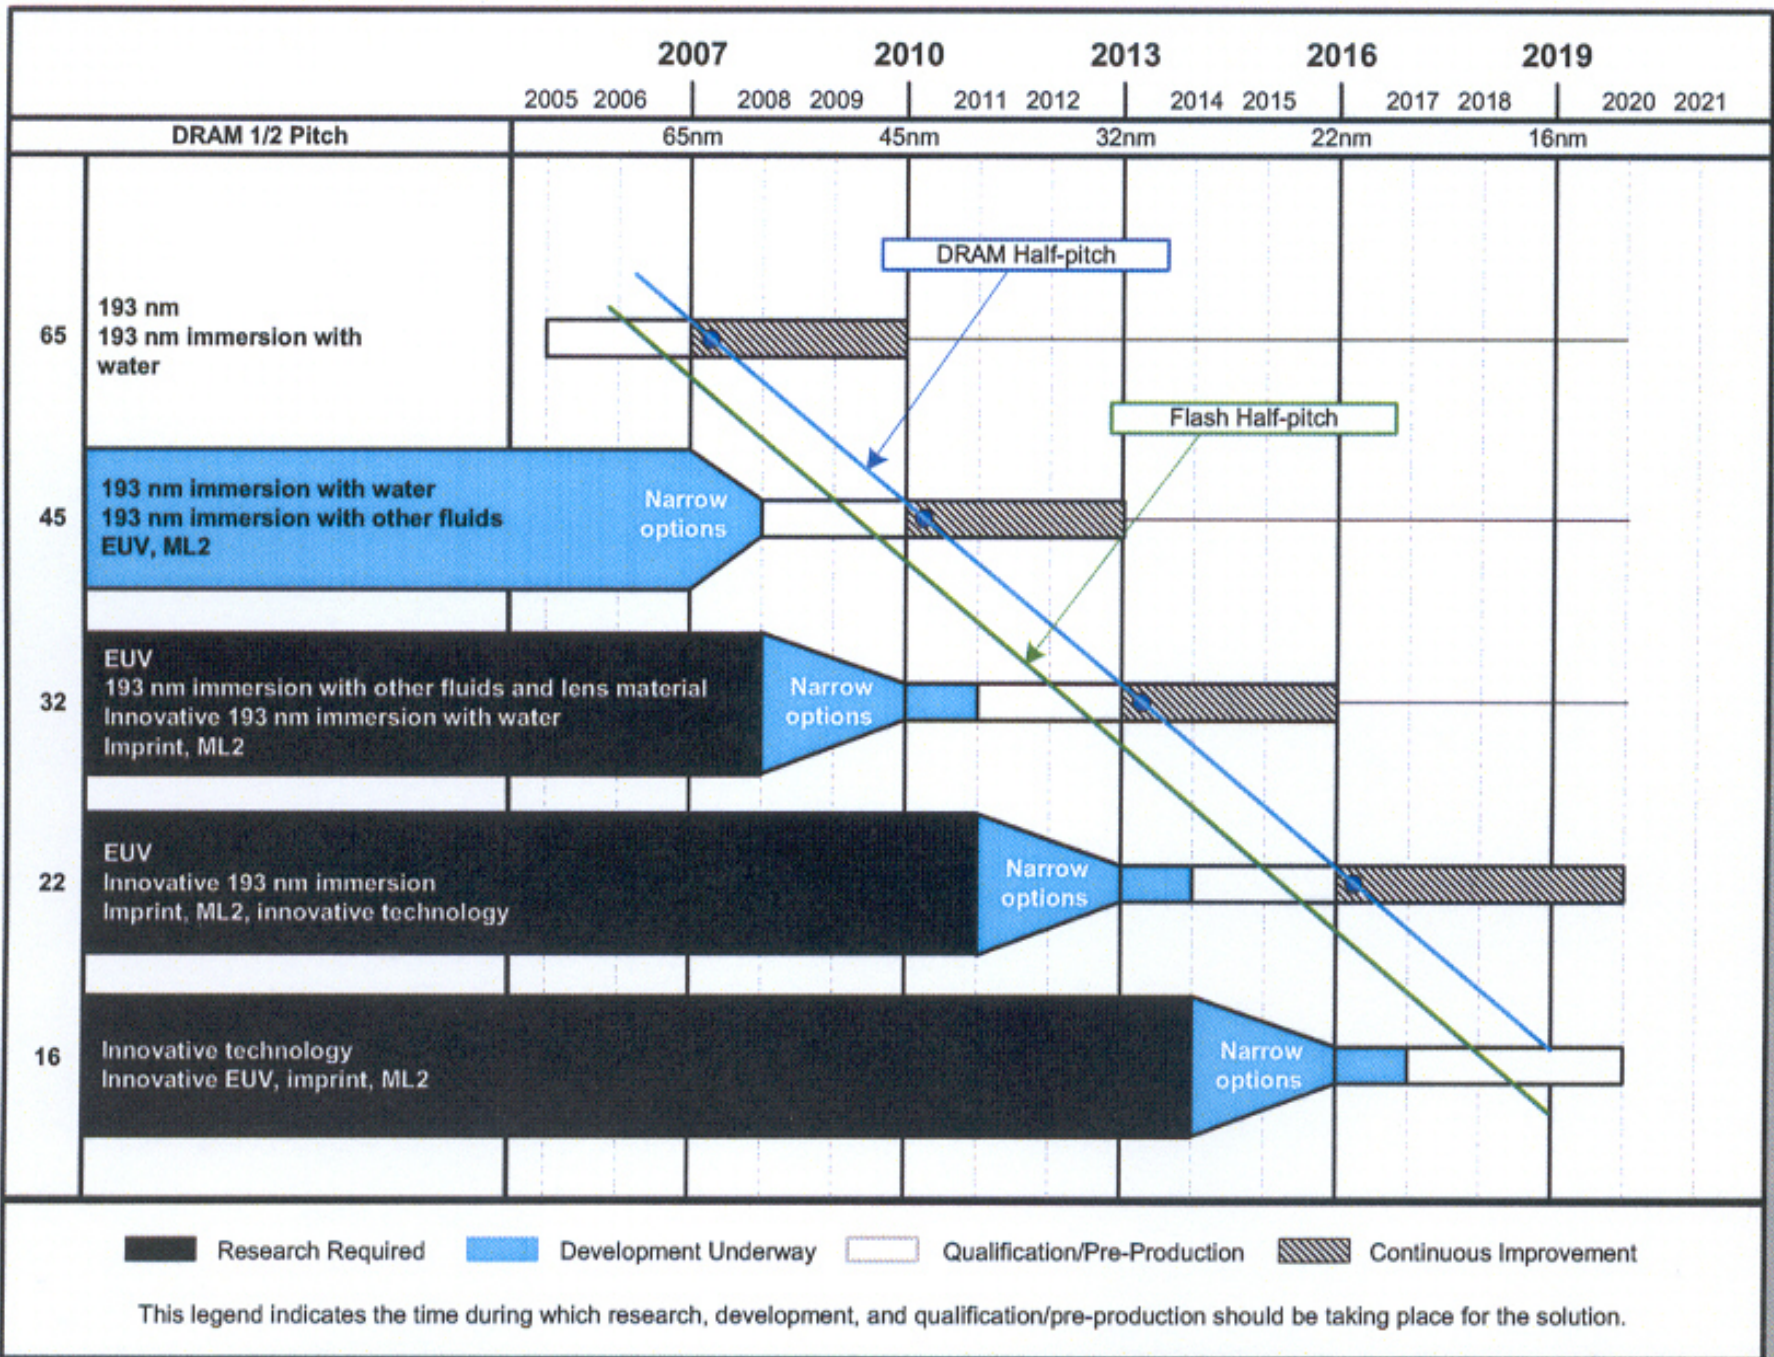 2007 2010 2013 2016 2019
2005 2006 2008 2009 2011 2012 2014 2015 2017 2018 2020 2021
DRAM 1/2 Pitch 65nm 45nm 32nm 22nm 16nm
DRAM Half-pitch
65
193 nm
193 nm immersion with
water
Flash Half-pitch
45
193 nm immersion with water
193 nm immersion with other fluids
EUV, ML2
Narrow
options
32
EUV
193 nm immersion with other fluids and lens material
Innovative 193 nm immersion with water
Imprint, ML2
Narrow
options
22
EUV
Innovative 193 nm immersion
Imprint, ML2, innovative technology
Narrow
options
16
Innovative technology
Innovative EUV, imprint, ML2
Narrow
options
Research Required Development Underway Qualification/Pre-Production Continuous Improvement
This legend indicates the time during which research, development, and qualification/pre-production should be taking place for the solution.